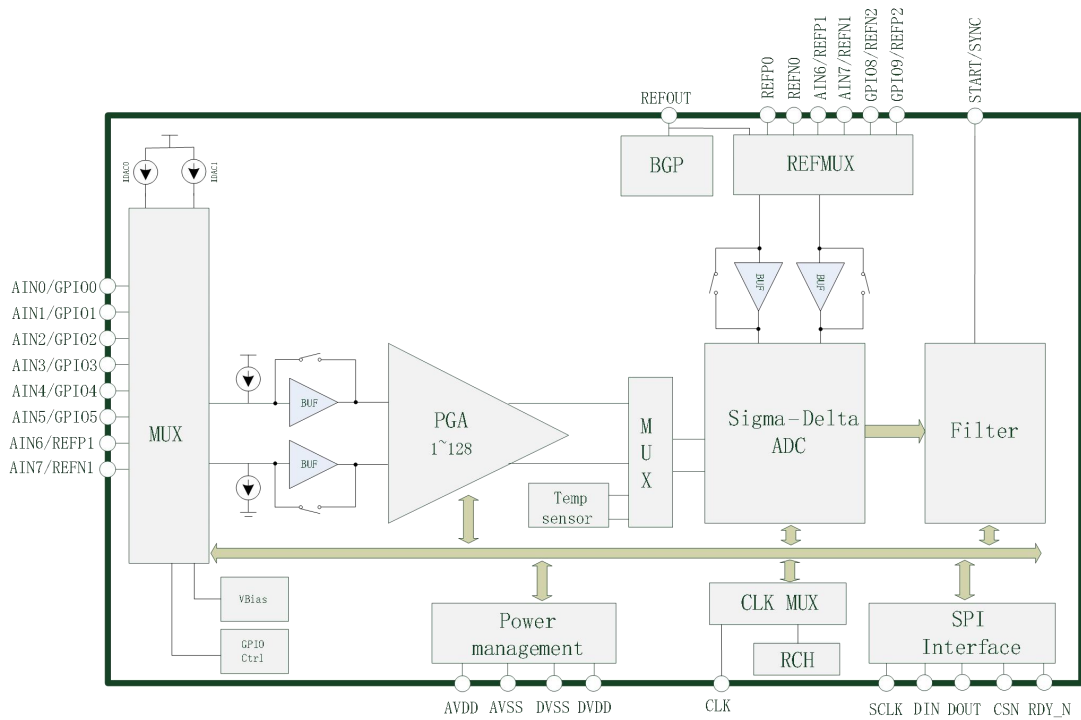 REFOUT
REFP0
REFN0
AIN6/REFP1
AIN7/REFN1
GPIO8/REFN2
GPIO9/REFP2
START/SYNC
BGP
REFMUX
IDAC0
IDAC1
BUF
BUF
AIN0/GPIO0
AIN1/GPIO1
AIN2/GPIO2
AIN3/GPIO3
AIN4/GPIO4
AIN5/GPIO5
AIN6/REFP1
AIN7/REFN1
MUX
BUF
BUF
PGA
1~128
M
U
X
Temp
sensor
Sigma-Delta
ADC
Filter
VBias
GPIO
Ctrl
Power
management
CLK MUX
RCH
SPI
Interface
AVDD
AVSS
DVSS
DVDD
CLK
SCLK
DIN
DOUT
CSN
RDY_N